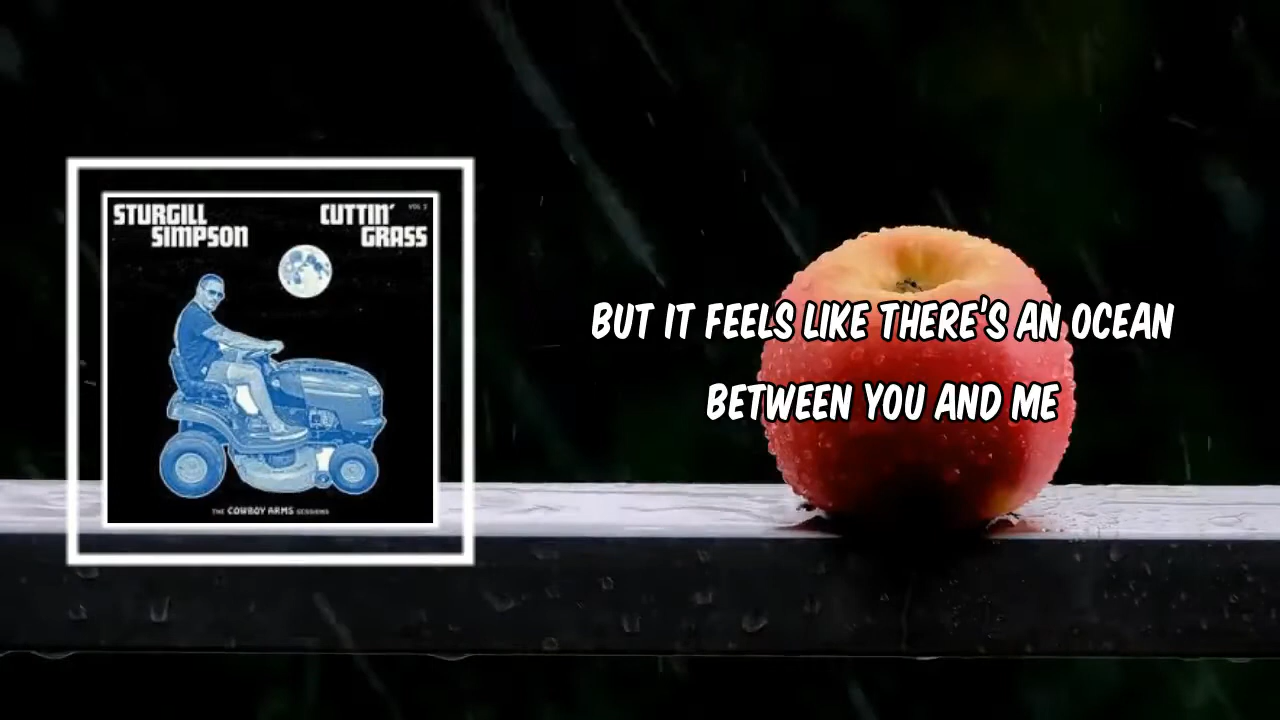 STURGILL
SIMPSON
CUTTIN'
GRASS
THE COWBOY ARMS SESSIONS
BUT IT FEELS LIKE THERE'S AN OCEAN
BETWEEN YOU AND ME